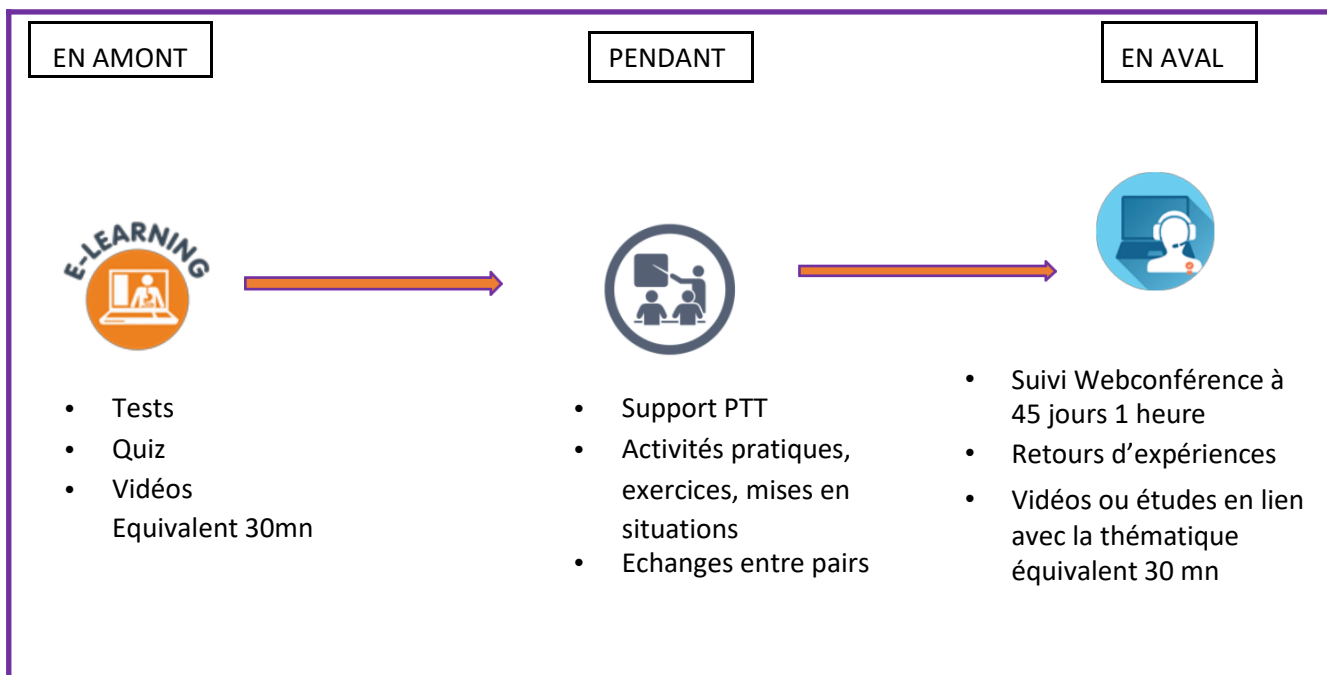 EN AMONT
PENDANT
EN AVAL
E-LEARNING
• Tests
• Quiz
• Vidéos
Equivalent 30mn
• Support PTT
• Activités pratiques,
exercices, mises en
situations
• Echanges entre pairs
• Suivi Webconférence à
45 jours 1 heure
• Retours d’expériences
• Vidéos ou études en lien
avec la thématique
équivalent 30 mn